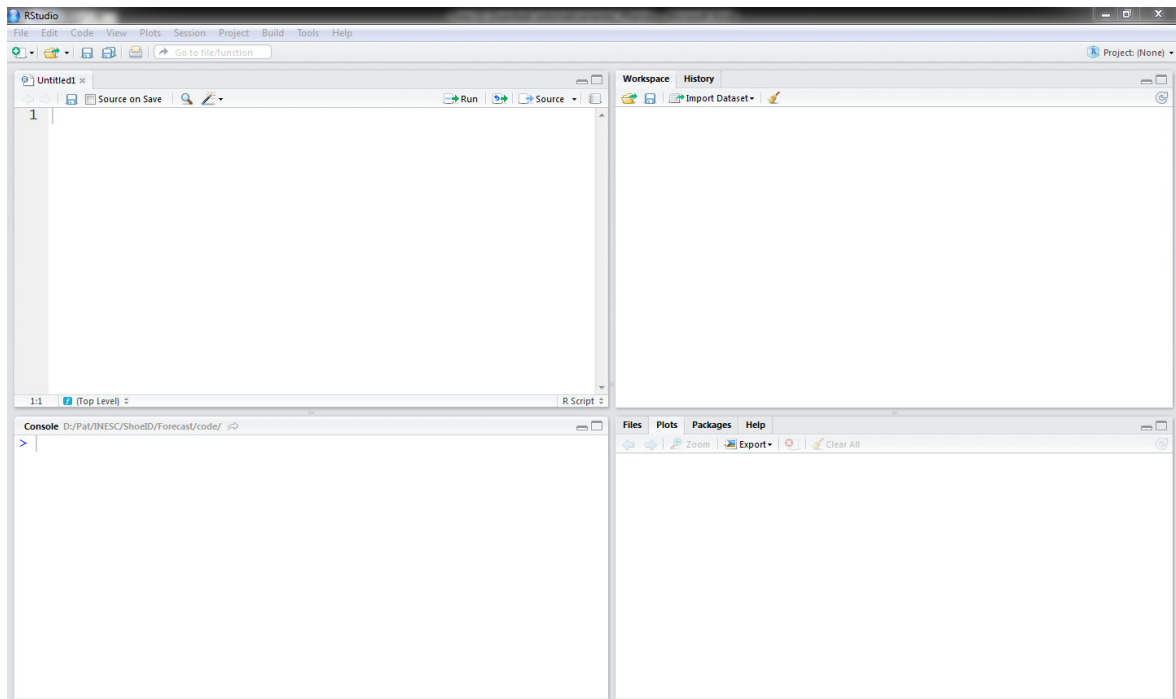 RStudio
File Edit Code View Plots Session Project Build Tools Help
Go to file/function
Project: (None)
Untitled1
Source on Save
Run
Source
1
1:1 (Top Level) R Script
Console D:/Pat/INESC/ShoeID/Forecast/code/
>
Workspace History
Import Dataset
Files Plots Packages Help
Zoom Export Clear All